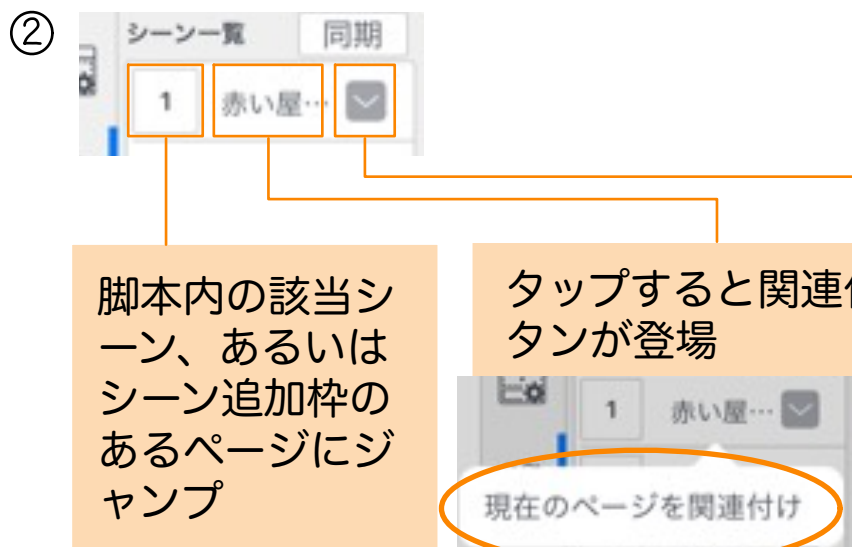 ②
シーン一覧 同期
1 赤い屋…
脚本内の該当シ
ーン、あるいは
シーン追加枠の
あるページにジ
ャンプ
タップすると関連
タンが登場
1 赤い屋…
現在のページを関連付け